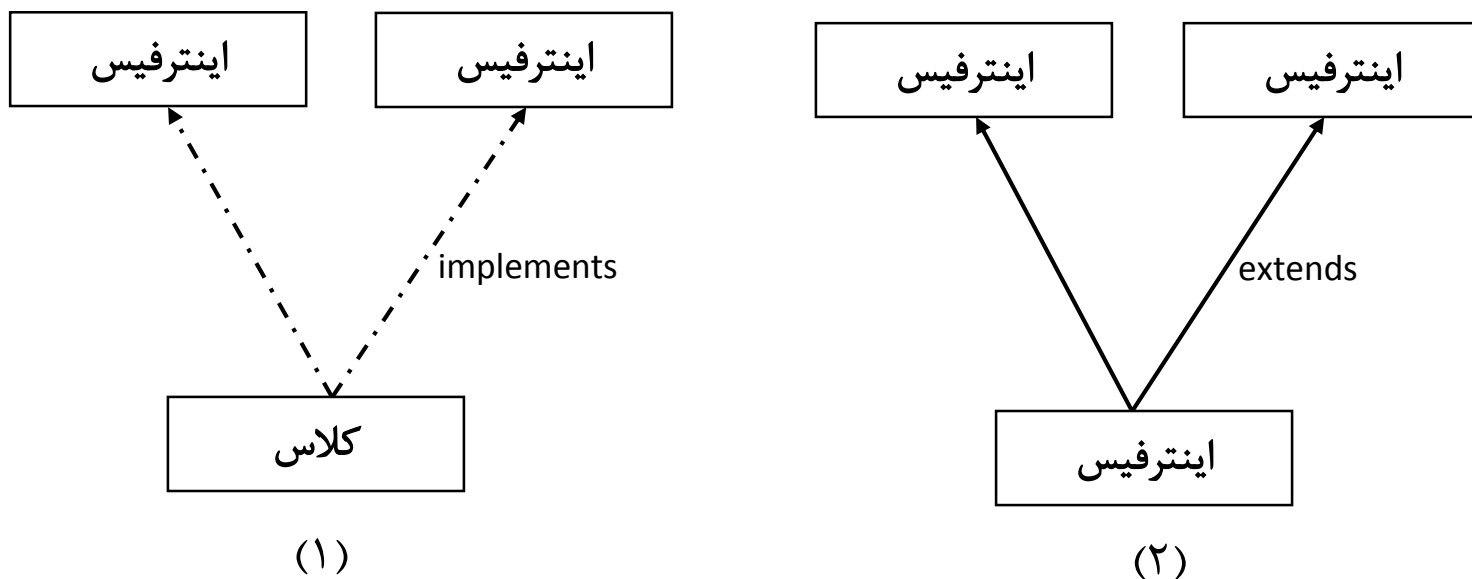 اینترفیس
اینترفیس
implements
کلاس
(۱)
اینترفیس
اینترفیس
extends
اینترفیس
(۲)